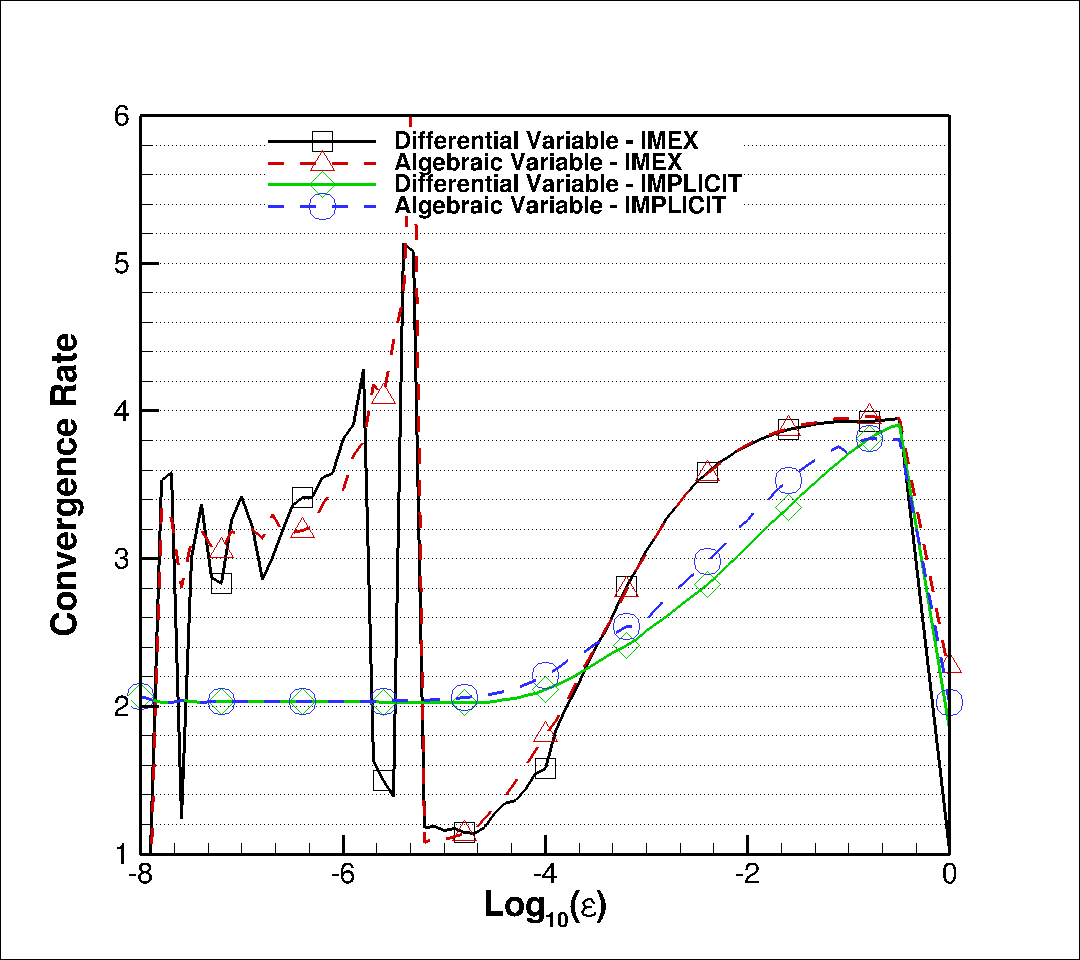 6
Differential Variable - IMEX
Algebraic Variable - IMEX
Differential Variable - IMPLICIT
Algebraic Variable - IMPLICIT
5
4
3
2
1
Convergence Rate
-8 -6 -4 -2 0
Log10(ε)